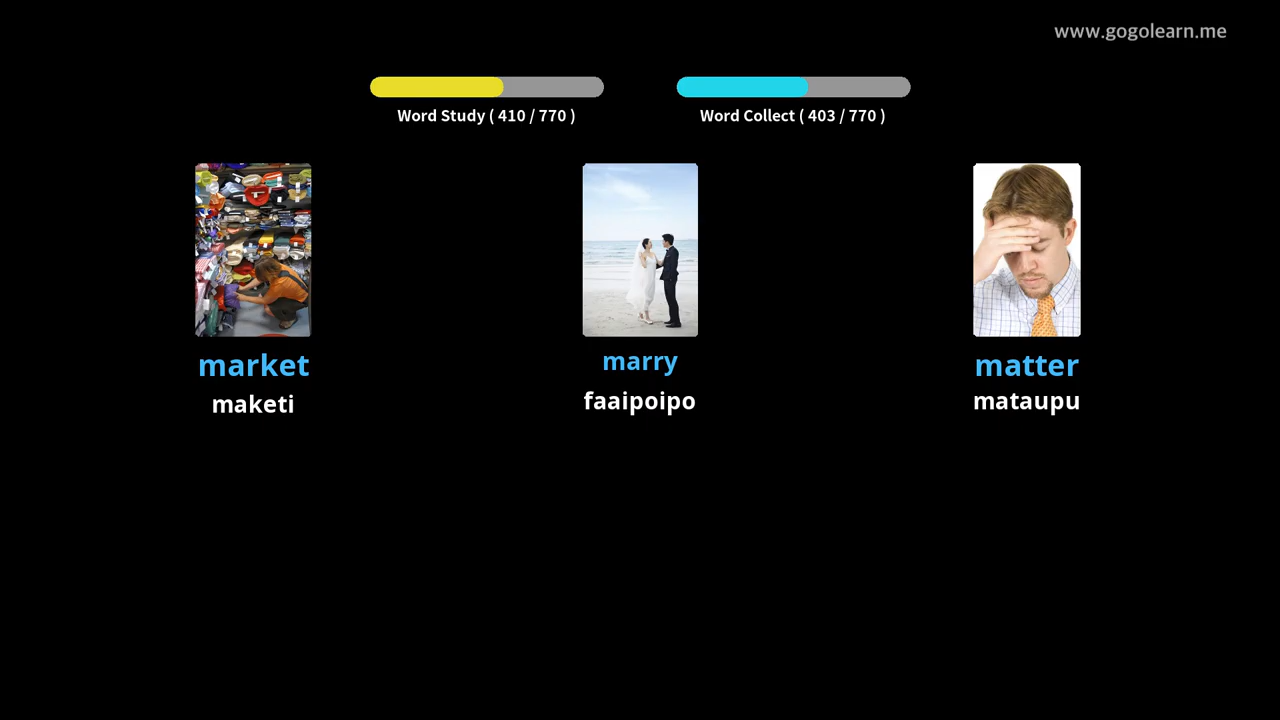 www.gogolearn.me
Word Study ( 410 / 770 )
Word Collect ( 403 / 770 )
market
maketi
marry
faaipoipo
matter
mataupu